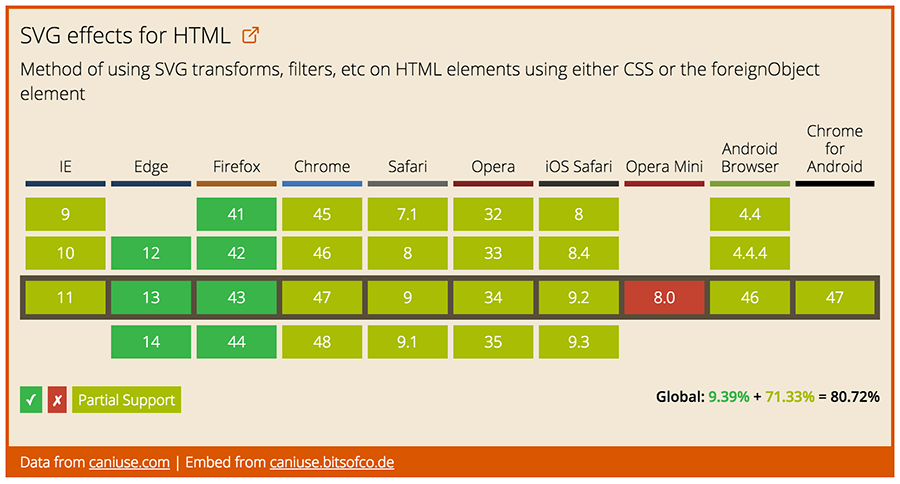 SVG effects for HTML
Method of using SVG transforms, filters, etc on HTML elements using either CSS or the foreignObject
element
IE Edge Firefox Chrome Safari Opera iOS Safari Opera Mini Android Browser Chrome for Android
9 41 45 7.1 32 8 4.4
10 12 42 46 8 33 8.4 4.4.4
11 13 43 47 9 34 9.2 8.0 46 47
14 44 48 9.1 35 9.3
✓ ✗ Partial Support Global: 9.39% + 71.33% = 80.72%
Data from caniuse.com | Embed from caniuse.bitsofco.de